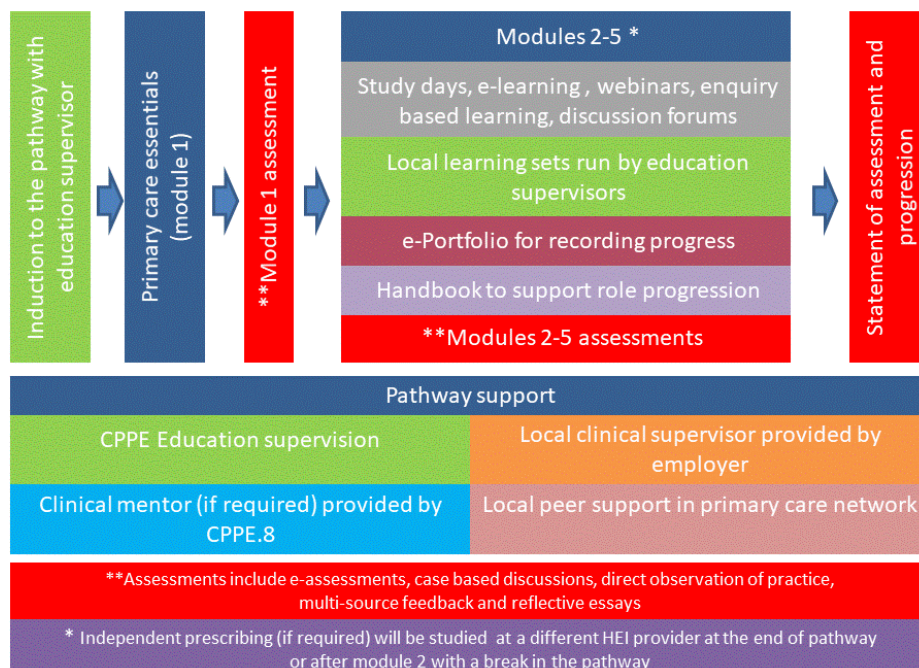 Induction to the pathway with
education supervisor
Primary care essentials
(module 1)
**Module 1 assessment
Modules 2-5 *
Study days, e-learning , webinars, enquiry
based learning, discussion forums
Local learning sets run by education
supervisors
e-Portfolio for recording progress
Handbook to support role progression
**Modules 2-5 assessments
Statement of assessment and
progression
Pathway support
CPPE Education supervision
Local clinical supervisor provided by
employer
Clinical mentor (if required) provided by
CPPE.8
Local peer support in primary care network
**Assessments include e-assessments, case based discussions, direct observation of practice,
multi-source feedback and reflective essays
* Independent prescribing (if required) will be studied at a different HEI provider at the end of pathway
or after module 2 with a break in the pathway